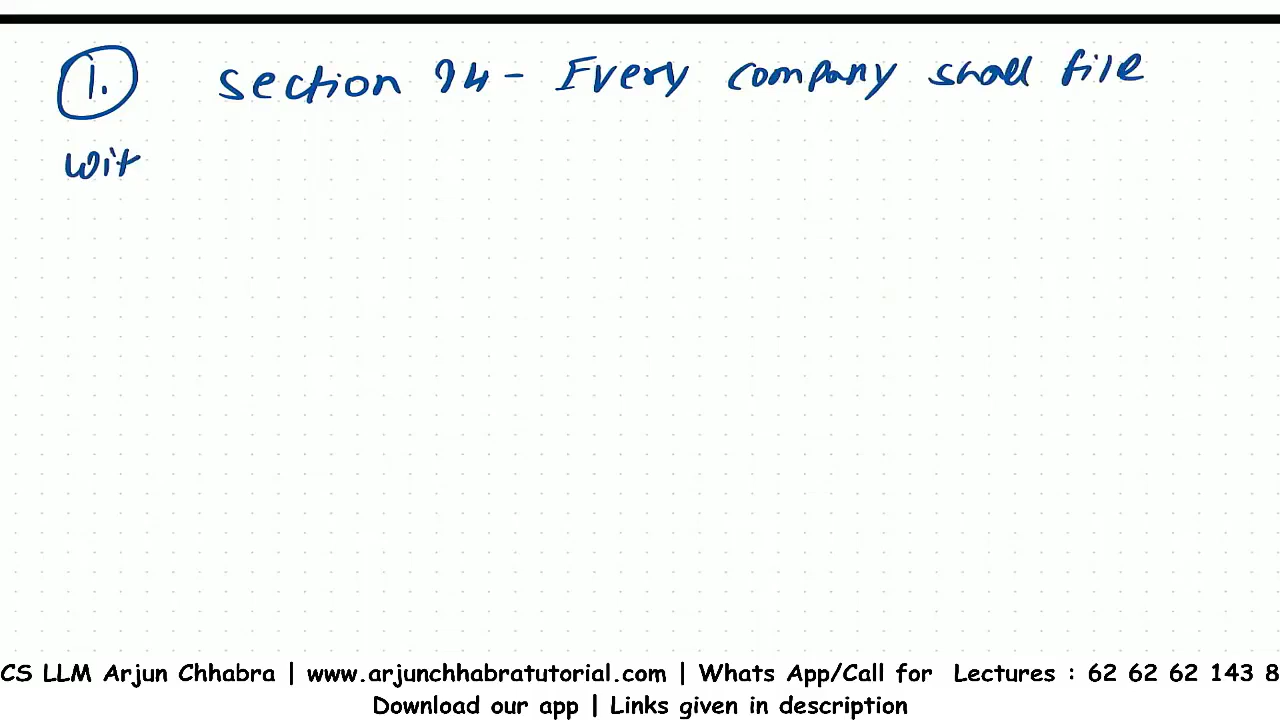 1. Section 94 - Every company shall file
wit
CS LLM Arjun Chhabra | www.arjunchhabratutorial.com | Whats App/Call for Lectures : 62 62 62 143 8
Download our app | Links given in description